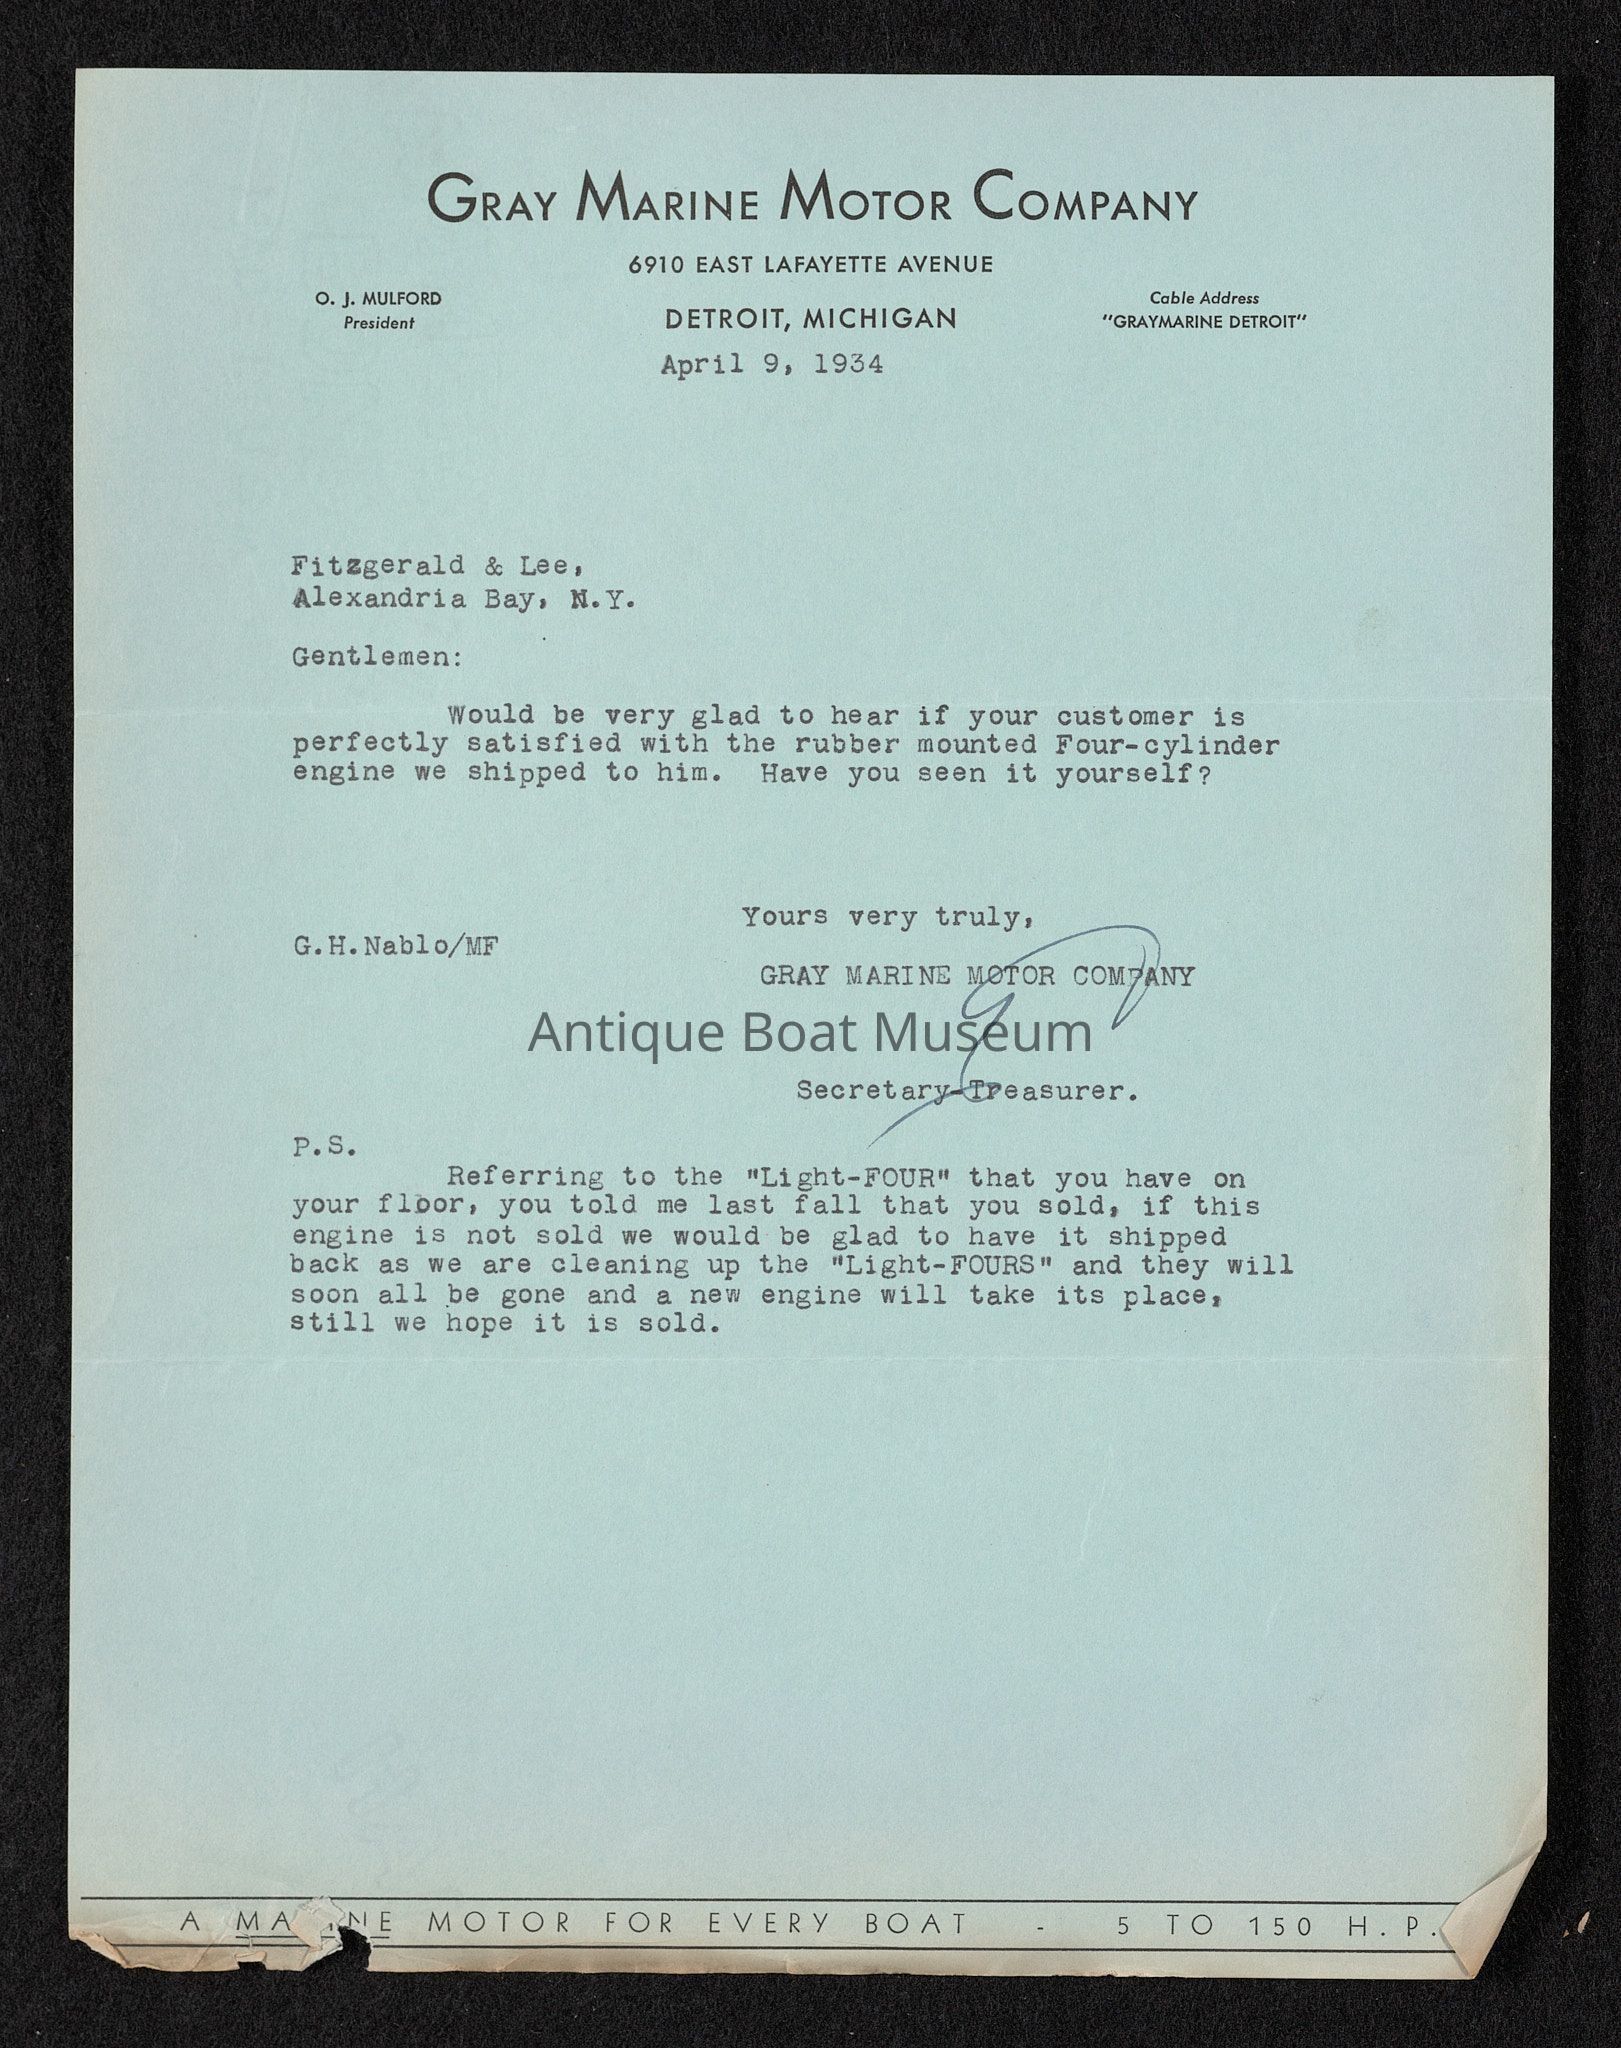 GRAY MARINE MOTOR COMPANY
6910 EAST LAFAYETTE AVENUE
O. J. MULFORD
President
DETROIT, MICHIGAN
Cable Address
"GRAYMARINE DETROIT"
April 9, 1934
Fitzgerald & Lee,
Alexandria Bay, N.Y.
Gentlemen:
Would be very glad to hear if your customer is
perfectly satisfied with the rubber mounted Four-cylinder
engine we shipped to him. Have you seen it yourself?
Yours very truly,
G.H.Nablo/MF
GRAY MARINE MOTOR COMPANY
Antique Boat Museum
Secretary-Treasurer.
P.S.
Referring to the "Light-FOUR" that you have on
your floor, you told me last fall that you sold, if this
engine is not sold we would be glad to have it shipped
back as we are cleaning up the "Light-FOURS" and they will
soon all be gone and a new engine will take its place,
still we hope it is sold.
A MARINE MOTOR FOR EVERY BOAT - 5 TO 150 H.P.